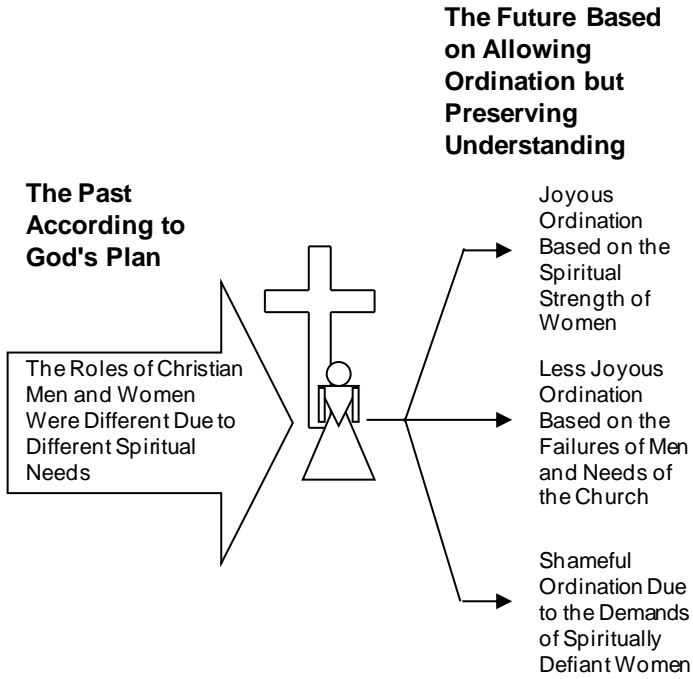 The Future Based
on Allowing
Ordination but
Preserving
Understanding
The Past
According to
God's Plan
The Roles of Christian
Men and Women
Were Different Due to
Different Spiritual
Needs
Joyous
Ordination
Based on the
Spiritual
Strength of
Women
Less Joyous
Ordination
Based on the
Failures of Men
and Needs of
the Church
Shameful
Ordination Due
to the Demands
of Spiritually
Defiant Women